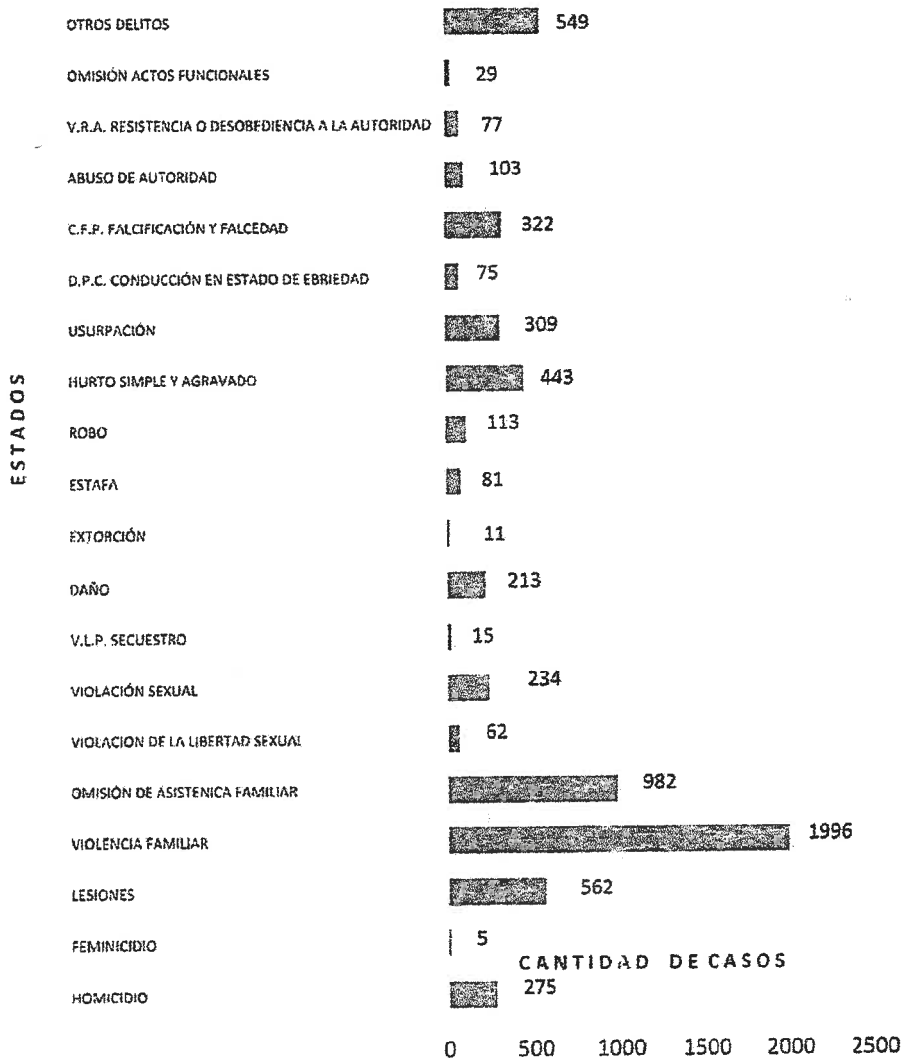 OTROS DELITOS 549
OMISIÓN ACTOS FUNCIONALES 29
V.R.A. RESISTENCIA O DESOBEDIENCIA A LA AUTORIDAD 77
ABUSO DE AUTORIDAD 103
C.F.P. FALCIFICACIÓN Y FALCEDAD 322
D.P.C. CONDUCCIÓN EN ESTADO DE EBRIEDAD 75
USURPACIÓN 309
HURTO SIMPLE Y AGRAVADO 443
ESTADOS
ROBO 113
ESTAFA 81
EXTORCIÓN 11
DAÑO 213
V.L.P. SECUESTRO 15
VIOLACIÓN SEXUAL 234
VIOLACION DE LA LIBERTAD SEXUAL 62
OMISIÓN DE ASISTENICA FAMILIAR 982
VIOLENCIA FAMILIAR 1996
LESIONES 562
FEMINICIDIO 5
CANTIDAD DE CASOS
HOMICIDIO 275
0 500 1000 1500 2000 2500